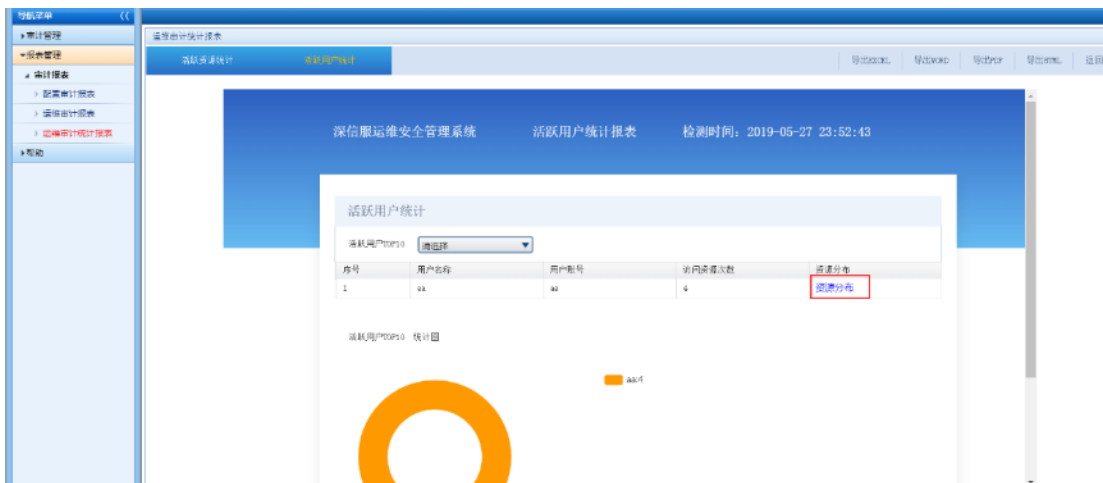 导航菜单
审计管理
报表管理
审计报表
配置审计报表
运维审计报表
运维审计统计报表
帮助
运维审计统计报表
活跃资源统计 活跃用户统计 导出EXCEL 导出WORD 导出PDF 导出HTML 返回
深信服运维安全管理系统 活跃用户统计报表 检测时间：2019-05-27 23:52:43
活跃用户统计
活跃用户TOP10 请选择
序号 用户名称 用户账号 访问资源次数 资源分布
1 aa aa 4 资源分布
活跃用户TOP10 统计图
aa:4